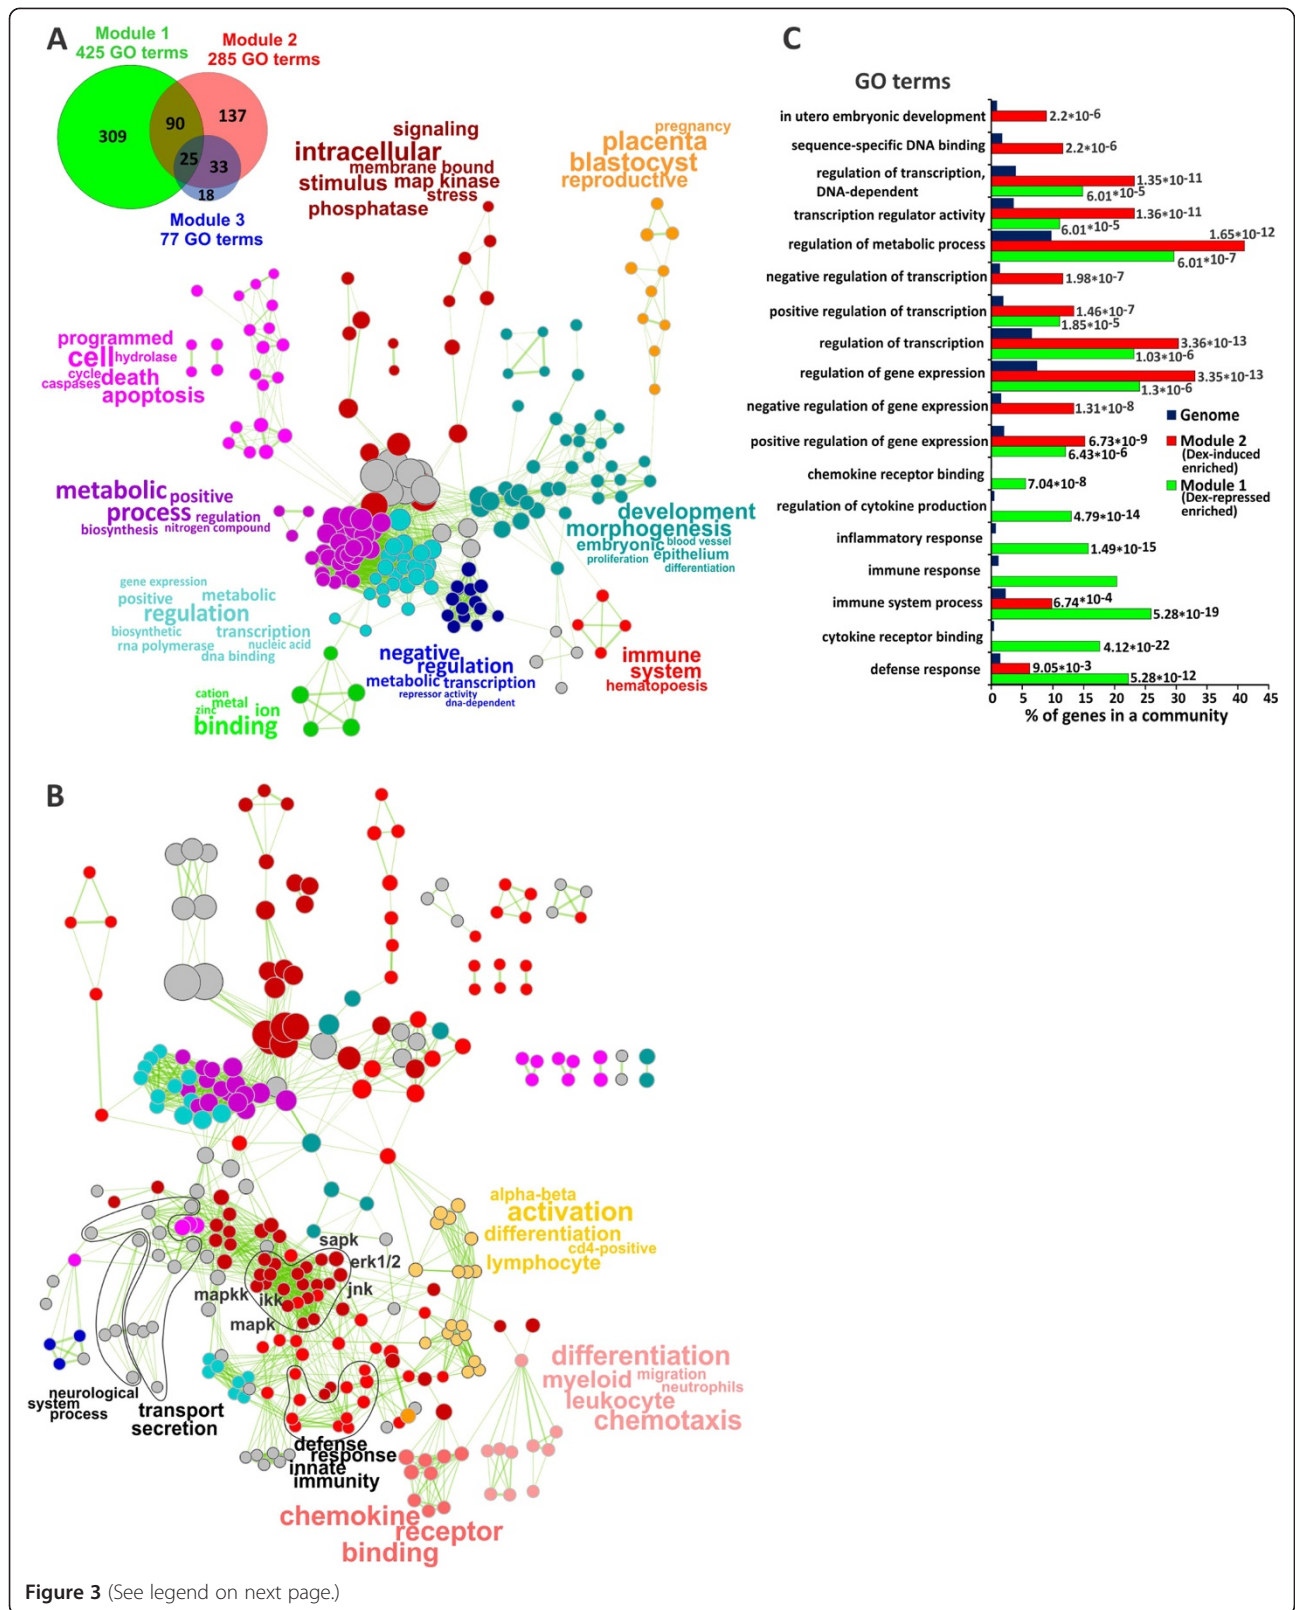 A
Module 1
425 GO terms
Module 2
285 GO terms
309
90
137
25
33
18
Module 3
77 GO terms
signaling
intracellular
membrane bound
stimulus map kinase
stress
phosphatase
pregnancy
placenta
blastocyst
reproductive
programmed
cell hydrolase
cycle
caspases death
apoptosis
metabolic positive
process regulation
biosynthesis nitrogen compound
development
morphogenesis
embryonic blood vessel
proliferation epithelium
differentiation
gene expression
positive metabolic
regulation
biosynthetic transcription
rna polymerase nucleic acid
dna binding
negative
regulation
metabolic transcription
repressor activity
dna-dependent
immune
system
hematopoesis
cation
metal
zinc ion
binding
C
GO terms
in utero embryonic development
2.2*10-6
sequence-specific DNA binding
2.2*10-6
regulation of transcription,
DNA-dependent
1.35*10-11
6.01*10-5
transcription regulator activity
1.36*10-11
6.01*10-5
regulation of metabolic process
1.65*10-12
6.01*10-7
negative regulation of transcription
1.98*10-7
positive regulation of transcription
1.46*10-7
1.85*10-5
regulation of transcription
3.36*10-13
1.03*10-6
regulation of gene expression
3.35*10-13
1.3*10-6
negative regulation of gene expression
1.31*10-8
positive regulation of gene expression
6.73*10-9
6.43*10-6
chemokine receptor binding
7.04*10-8
regulation of cytokine production
4.79*10-14
inflammatory response
1.49*10-15
immune response
immune system process
6.74*10-4
5.28*10-19
cytokine receptor binding
4.12*10-22
defense response
9.05*10-3
5.28*10-12
Genome
Module 2
(Dex-induced
enriched)
Module 1
(Dex-repressed
enriched)
0 5 10 15 20 25 30 35 40 45
% of genes in a community
B
alpha-beta
activation
differentiation
cd4-positive
lymphocyte
sapk
erk1/2
jnk
mapkk
ikk
mapk
differentiation
myeloid migration
neutrophils
leukocyte
chemotaxis
neurological
system
process
transport
secretion
defense
response
innate
immunity
chemokine
receptor
binding
Figure 3 (See legend on next page.)